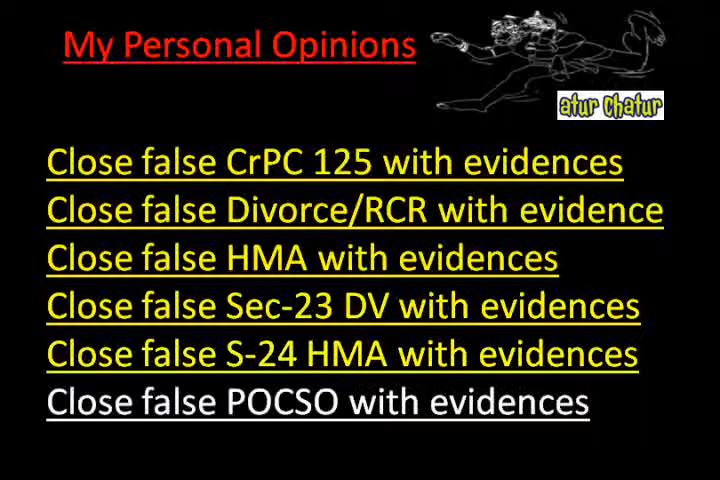 My Personal Opinions
atur Chatur
Close false CrPC 125 with evidences
Close false Divorce/RCR with evidence
Close false HMA with evidences
Close false Sec-23 DV with evidences
Close false S-24 HMA with evidences
Close false POCSO with evidences